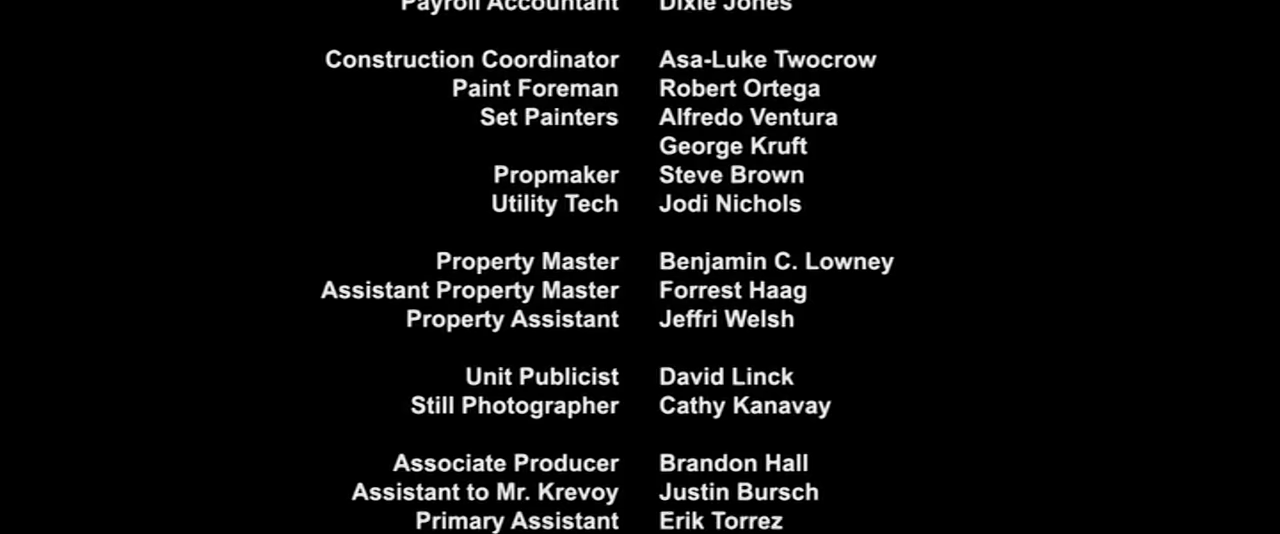 Payroll Accountant Dixie Jones
Construction Coordinator Asa-Luke Twocrow
Paint Foreman Robert Ortega
Set Painters Alfredo Ventura
George Kruft
Propmaker Steve Brown
Utility Tech Jodi Nichols
Property Master Benjamin C. Lowney
Assistant Property Master Forrest Haag
Property Assistant Jeffri Welsh
Unit Publicist David Linck
Still Photographer Cathy Kanavay
Associate Producer Brandon Hall
Assistant to Mr. Krevoy Justin Bursch
Primary Assistant Erik Torrez